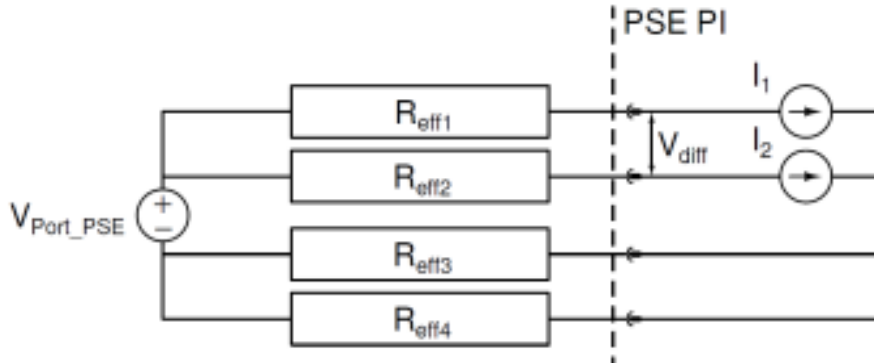 PSE PI
I1
Reff1
Vdiff
I2
Reff2
VPort_PSE
+
−
Reff3
Reff4